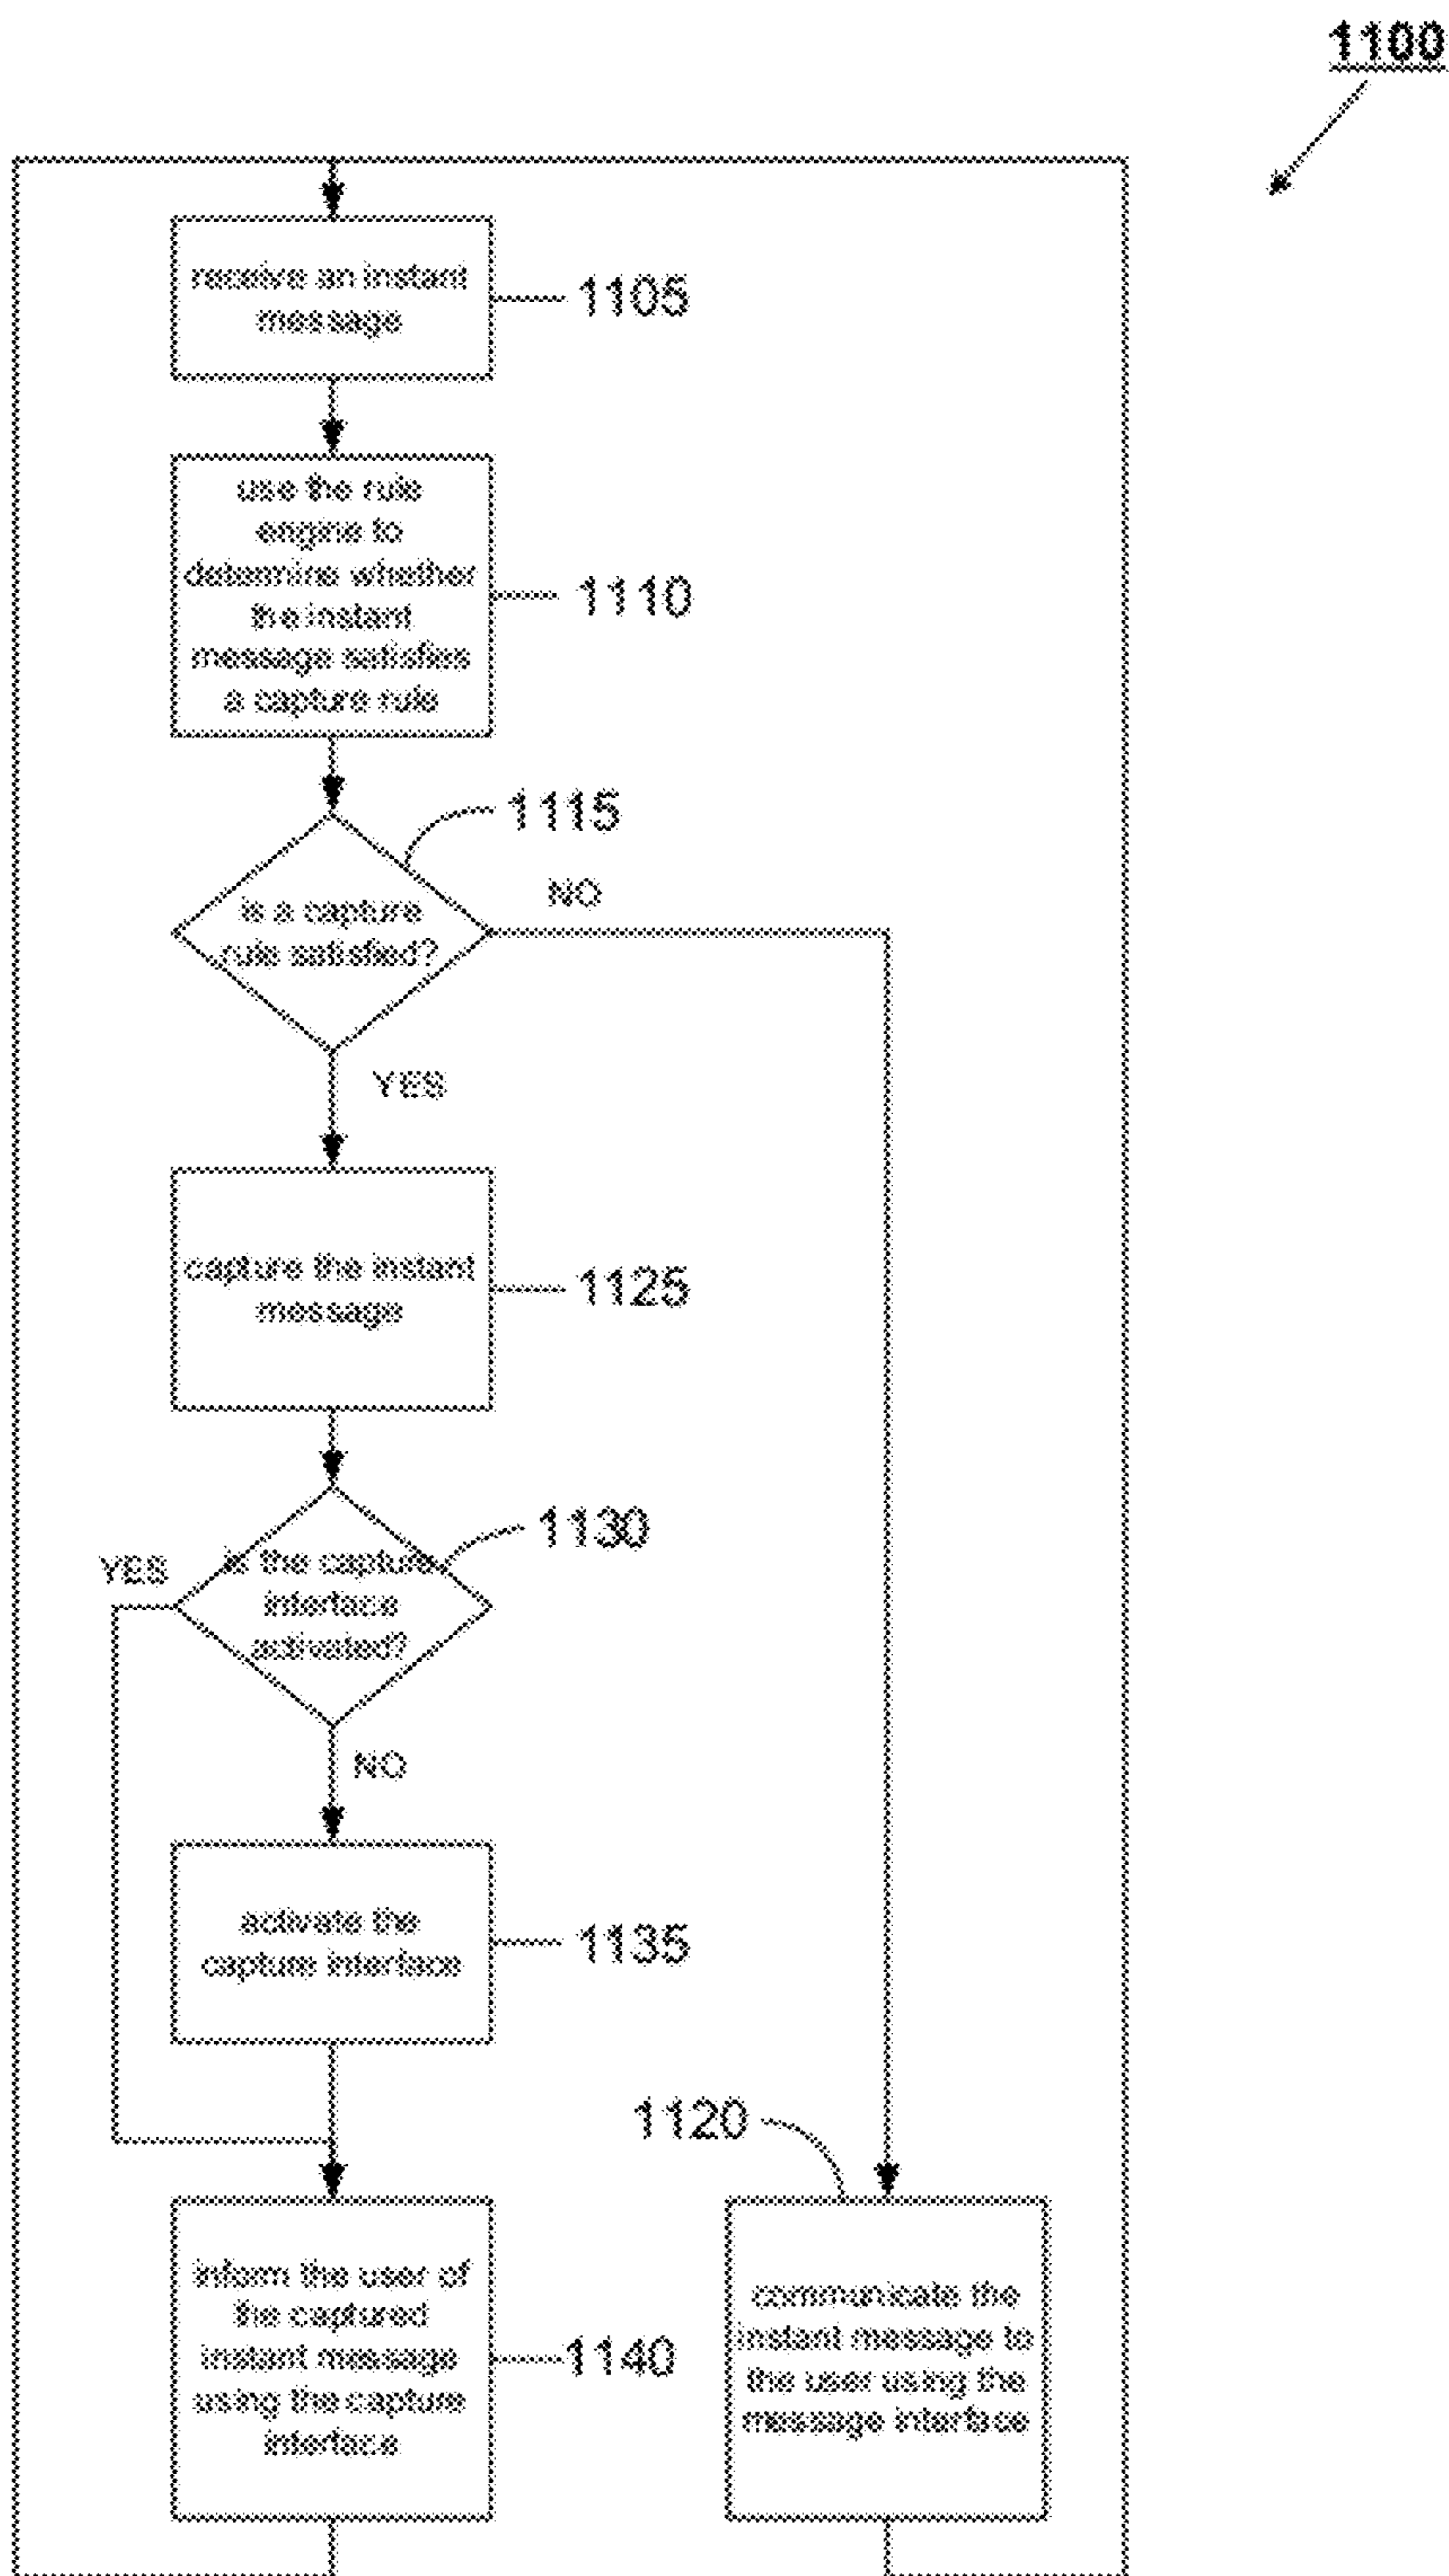 1100
receive an instant
message
1105
use the rule
engine to
determine whether
the instant
message satisfies
a capture rule
1110
1115
is a capture
rule satisfied?
NO
YES
capture the instant
message
1125
1130
is the capture
interface
activated?
YES
NO
activate the
capture interface
1135
1120
inform the user of
the captured
instant message
using the capture
interface
1140
communicate the
instant message to
the user using the
message interface